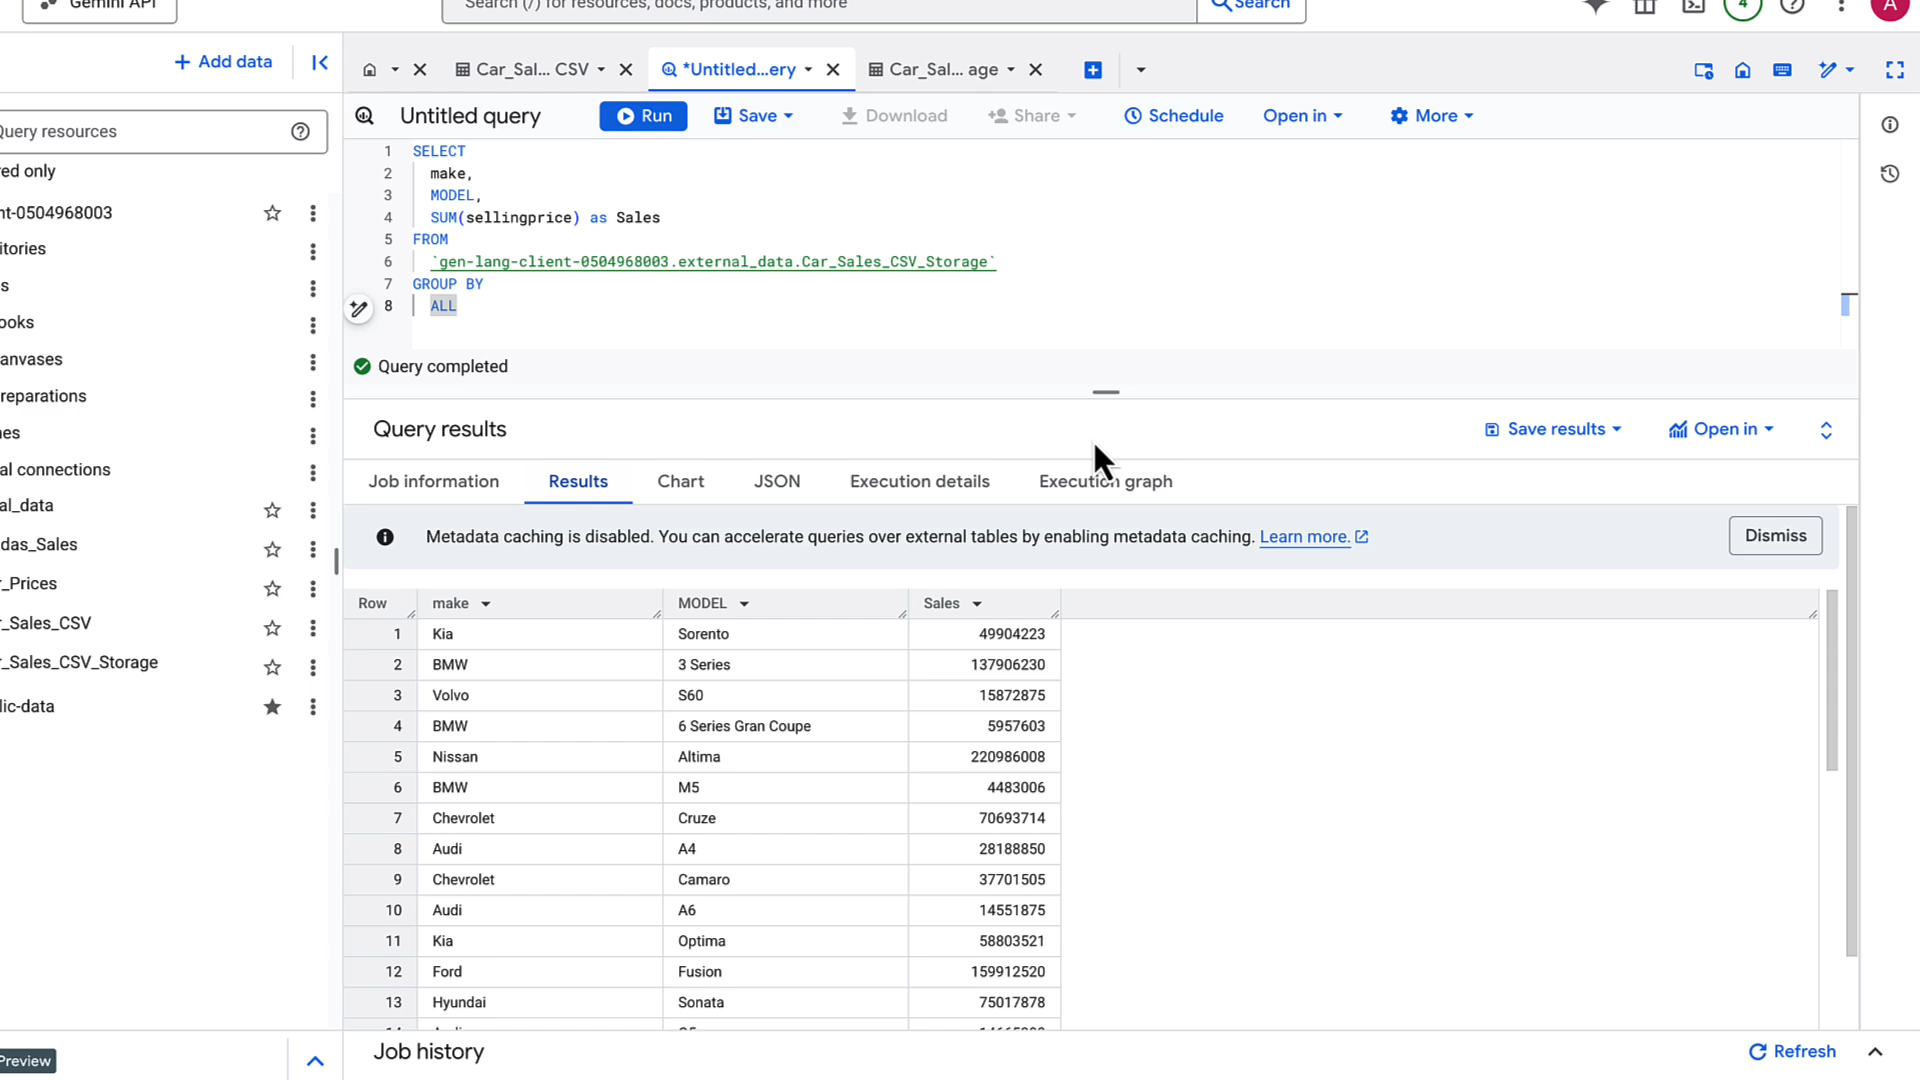 Gemini API
Search (/) for resources, docs, products, and more
Search
4
A
Add data
Car_Sal... CSV
*Untitled...ery
Car_Sal... age
Query resources
Untitled query
Run
Save
Download
Share
Schedule
Open in
More
red only
nt-0504968003
itories
s
ooks
anvases
reparations
nes
al connections
al_data
das_Sales
r_Prices
r_Sales_CSV
r_Sales_CSV_Storage
lic-data
1 SELECT
2 make,
3 MODEL,
4 SUM(sellingprice) as Sales
5 FROM
6 `gen-lang-client-0504968003.external_data.Car_Sales_CSV_Storage`
7 GROUP BY
8 ALL
Query completed
Query results
Save results
Open in
Job information
Results
Chart
JSON
Execution details
Execution graph
Metadata caching is disabled. You can accelerate queries over external tables by enabling metadata caching. Learn more.
Dismiss
Row make MODEL Sales
1 Kia Sorento 49904223
2 BMW 3 Series 137906230
3 Volvo S60 15872875
4 BMW 6 Series Gran Coupe 5957603
5 Nissan Altima 220986008
6 BMW M5 4483006
7 Chevrolet Cruze 70693714
8 Audi A4 28188850
9 Chevrolet Camaro 37701505
10 Audi A6 14551875
11 Kia Optima 58803521
12 Ford Fusion 159912520
13 Hyundai Sonata 75017878
Preview
Job history
Refresh